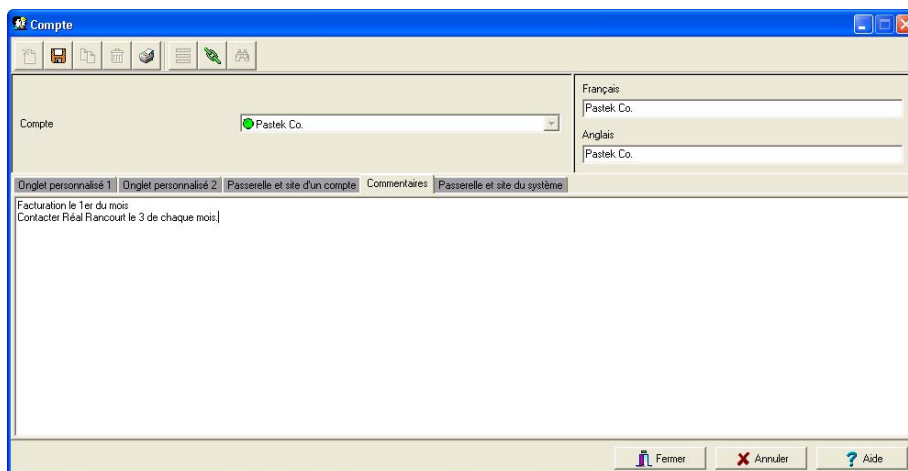 Compte
Français
Pastek Co.
Compte
Pastek Co.
Anglais
Pastek Co.
Onglet personnalisé 1 Onglet personnalisé 2 Passerelle et site d'un compte Commentaires Passerelle et site du système
Facturation le 1er du mois
Contacter Réal Rancourt le 3 de chaque mois.
Fermer Annuler Aide